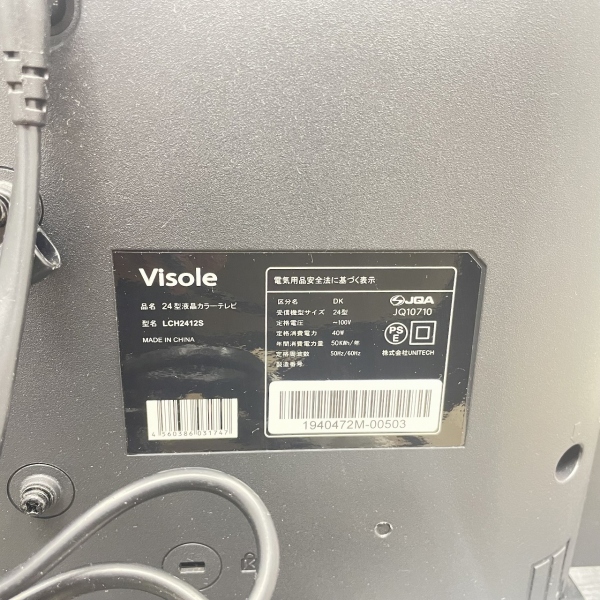 Visole
品名 24型液晶カラーテレビ
型名 LCH2412S
MADE IN CHINA
4 560386 031747
電気用品安全法に基づく表示
区分名 DK
受信機型サイズ 24型
定格電圧 ~100V
定格消費電力 40W
年間消費電力量 50KWh/年
定格周波数 50Hz/60Hz
製造番号
JQA
JQ10710
PS
E
株式会社UNITECH
1940472M-00503